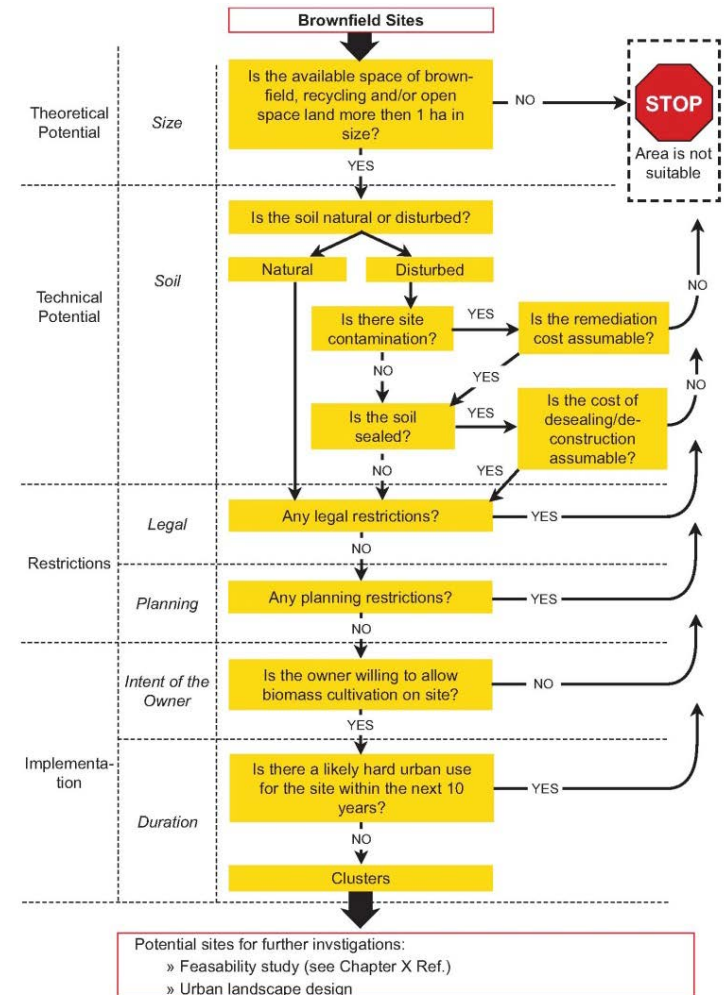 Brownfield Sites
Theoretical
Potential
Size
Is the available space of brown-
field, recycling and/or open
space land more then 1 ha in
size?
NO
STOP
Area is not
suitable
YES
Technical
Potential
Soil
Is the soil natural or disturbed?
Natural
Disturbed
Is there site
contamination?
YES
Is the remediation
cost assumable?
NO
NO
YES
Is the soil
sealed?
YES
Is the cost of
desealing/de-
construction
assumable?
NO
NO
YES
Restrictions
Legal
Any legal restrictions?
YES
NO
Planning
Any planning restrictions?
YES
NO
Implementa-
tion
Intent of the
Owner
Is the owner willing to allow
biomass cultivation on site?
NO
YES
Duration
Is there a likely hard urban use
for the site within the next 10
years?
YES
NO
Clusters
Potential sites for further invstigations:
» Feasability study (see Chapter X Ref.)
» Urban landscape design